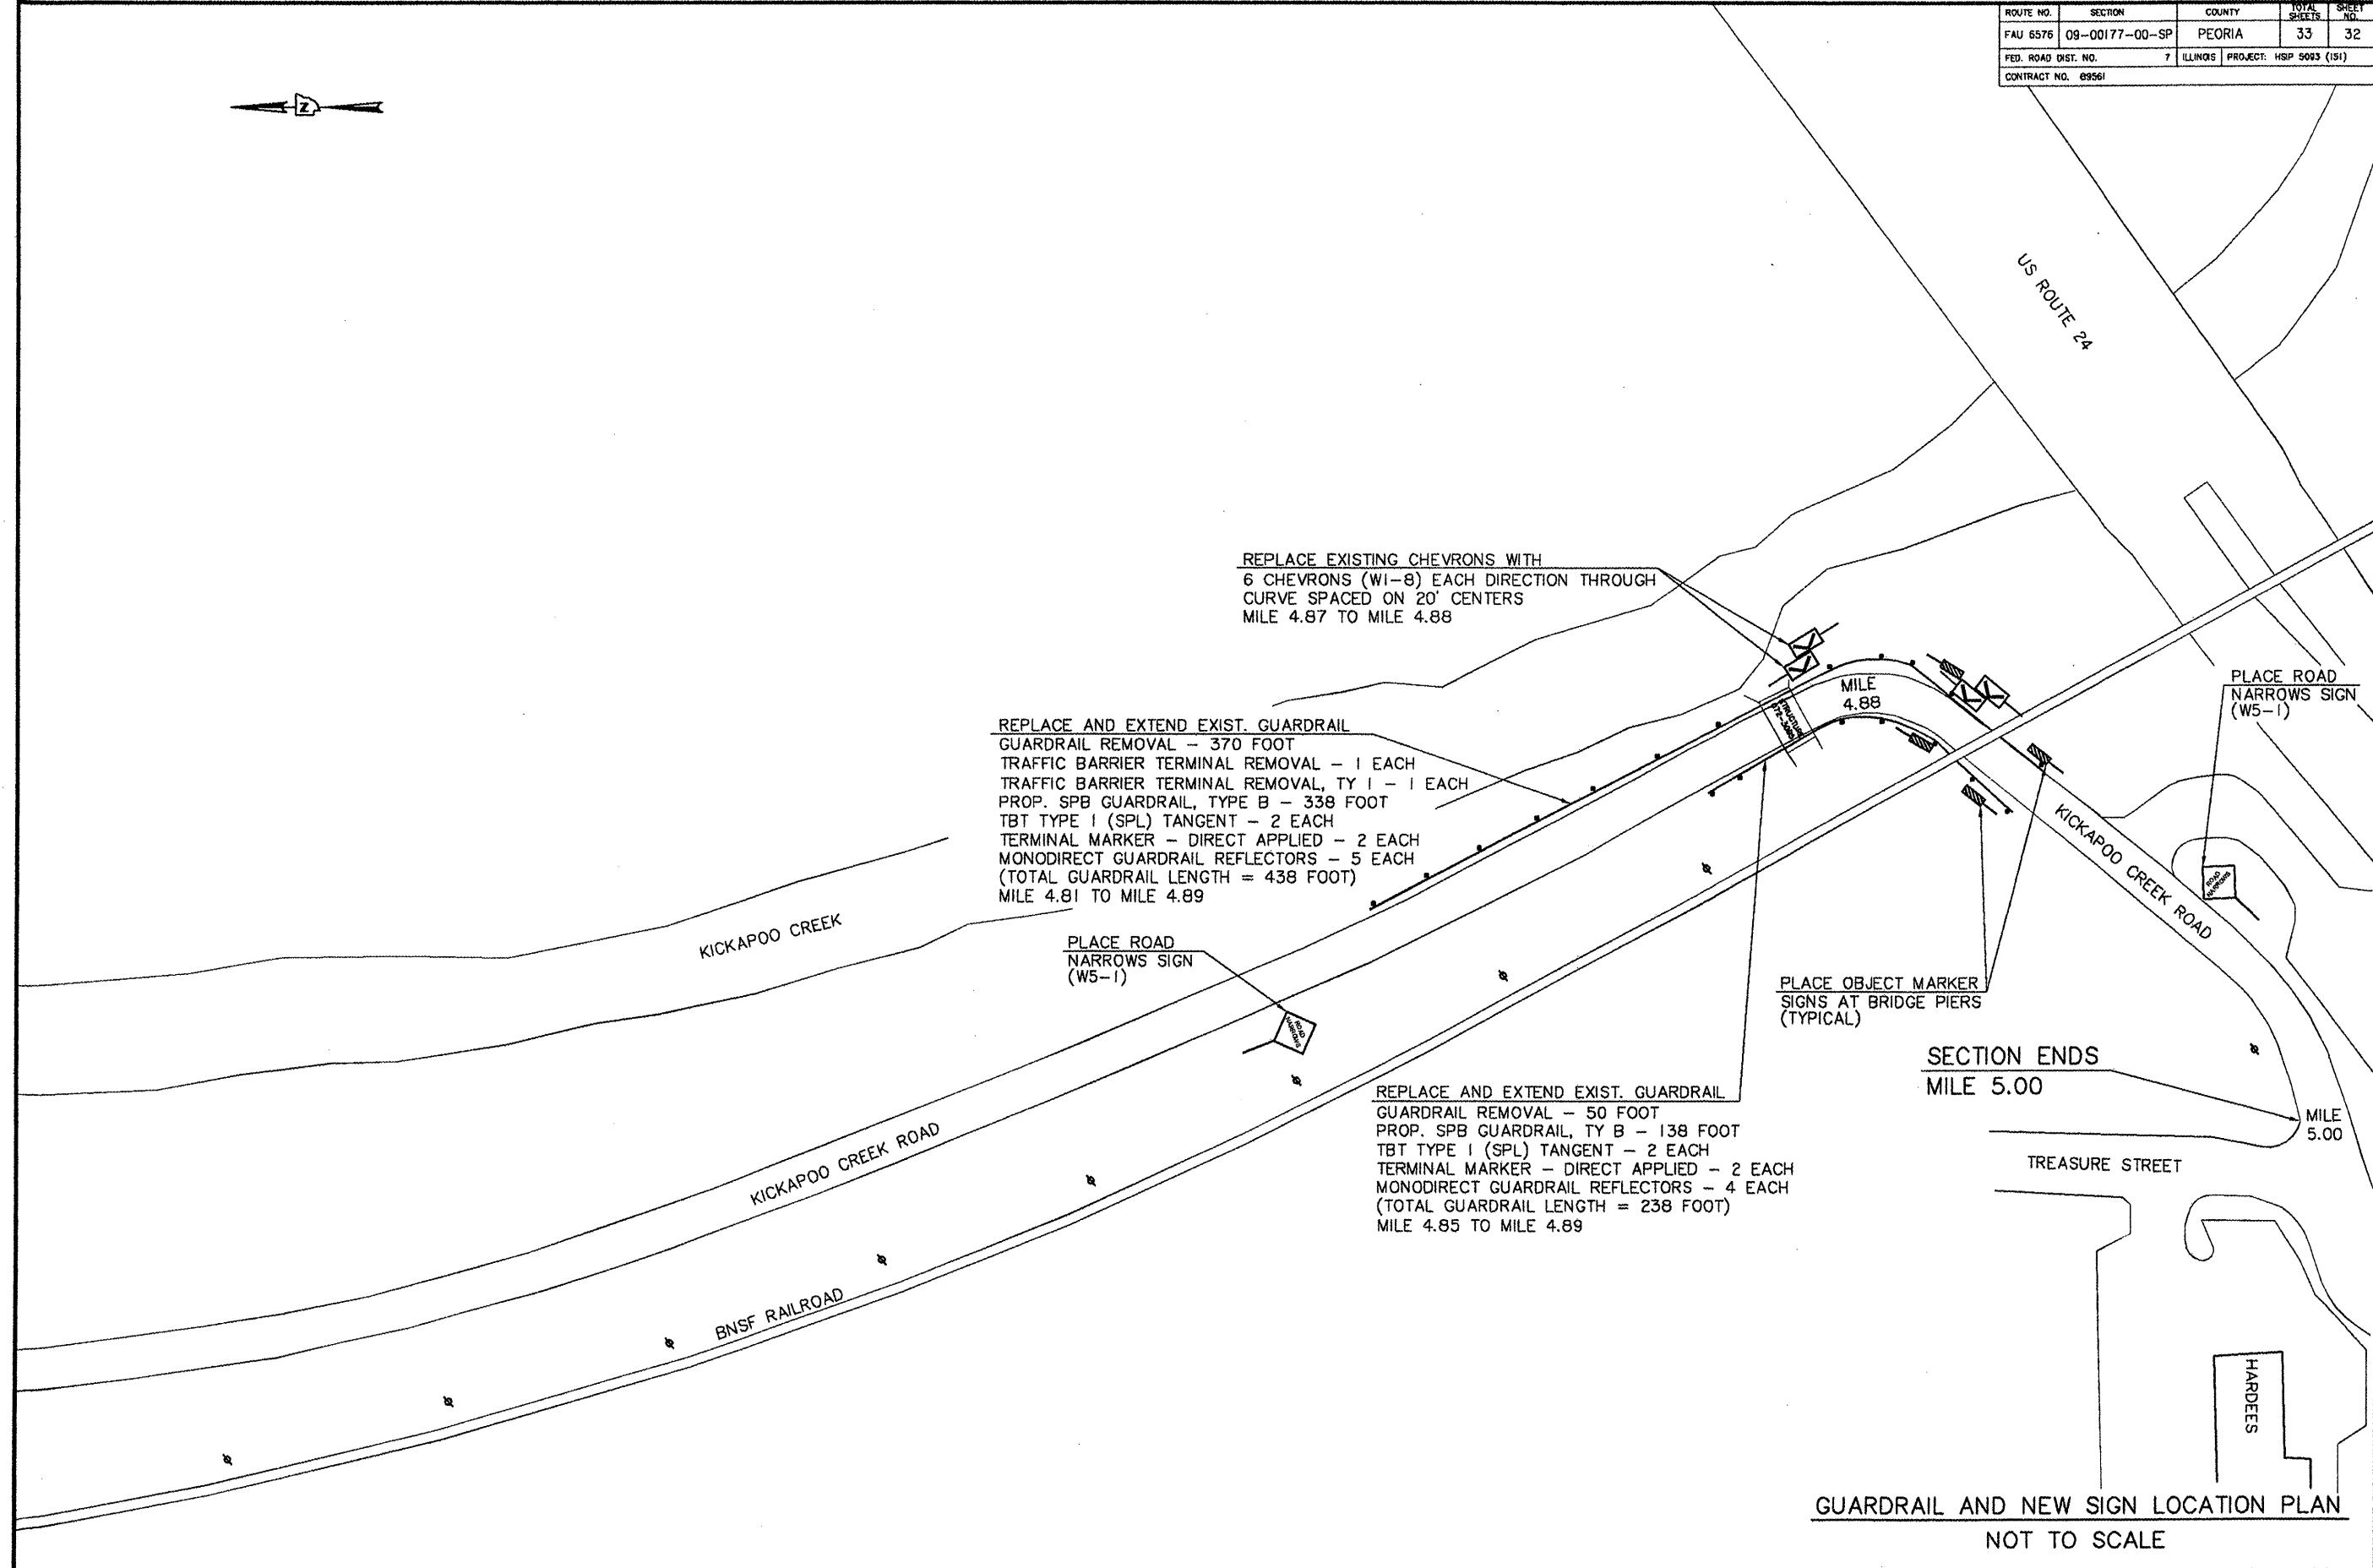 ROUTE NO. SECTION COUNTY TOTAL SHEETS SHEET NO.
FAU 6576 09-00177-00-SP PEORIA 33 32
FED. ROAD DIST. NO. 7 ILLINOIS PROJECT: HSIP 5093 (151)
CONTRACT NO. 89561
Z
US ROUTE 24
REPLACE EXISTING CHEVRONS WITH
6 CHEVRONS (W1-8) EACH DIRECTION THROUGH
CURVE SPACED ON 20' CENTERS
MILE 4.87 TO MILE 4.88
MILE
4.88
STRUCTURE
PLACE ROAD
NARROWS SIGN
(W5-1)
REPLACE AND EXTEND EXIST. GUARDRAIL
GUARDRAIL REMOVAL - 370 FOOT
TRAFFIC BARRIER TERMINAL REMOVAL - 1 EACH
TRAFFIC BARRIER TERMINAL REMOVAL, TY 1 - 1 EACH
PROP. SPB GUARDRAIL, TYPE B - 338 FOOT
TBT TYPE 1 (SPL) TANGENT - 2 EACH
TERMINAL MARKER - DIRECT APPLIED - 2 EACH
MONODIRECT GUARDRAIL REFLECTORS - 5 EACH
(TOTAL GUARDRAIL LENGTH = 438 FOOT)
MILE 4.81 TO MILE 4.89
KICKAPOO CREEK ROAD
ROAD
NARROWS
KICKAPOO CREEK
PLACE ROAD
NARROWS SIGN
(W5-1)
ROAD
NARROWS
PLACE OBJECT MARKER
SIGNS AT BRIDGE PIERS
(TYPICAL)
SECTION ENDS
MILE 5.00
MILE
5.00
REPLACE AND EXTEND EXIST. GUARDRAIL
GUARDRAIL REMOVAL - 50 FOOT
PROP. SPB GUARDRAIL, TY B - 138 FOOT
TBT TYPE 1 (SPL) TANGENT - 2 EACH
TERMINAL MARKER - DIRECT APPLIED - 2 EACH
MONODIRECT GUARDRAIL REFLECTORS - 4 EACH
(TOTAL GUARDRAIL LENGTH = 238 FOOT)
MILE 4.85 TO MILE 4.89
KICKAPOO CREEK ROAD
TREASURE STREET
BNSF RAILROAD
HARDEES
GUARDRAIL AND NEW SIGN LOCATION PLAN
NOT TO SCALE